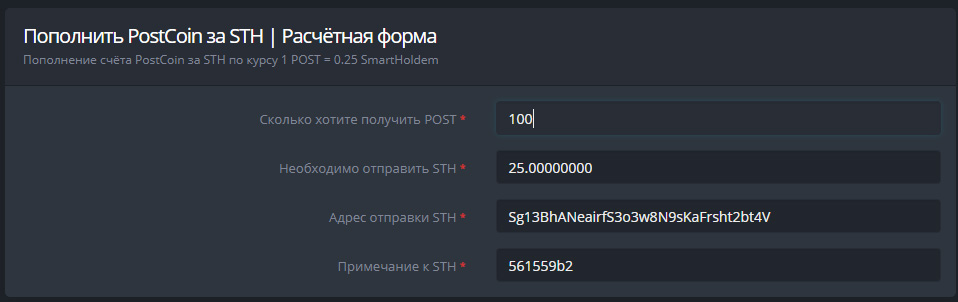 Пополнить PostCoin за STH | Расчётная форма
Пополнение счёта PostCoin за STH по курсу 1 POST = 0.25 SmartHoldem
Сколько хотите получить POST * 100
Необходимо отправить STH * 25.00000000
Адрес отправки STH * Sg13BhANeairfS3o3w8N9sKaFrsht2bt4V
Примечание к STH * 561559b2